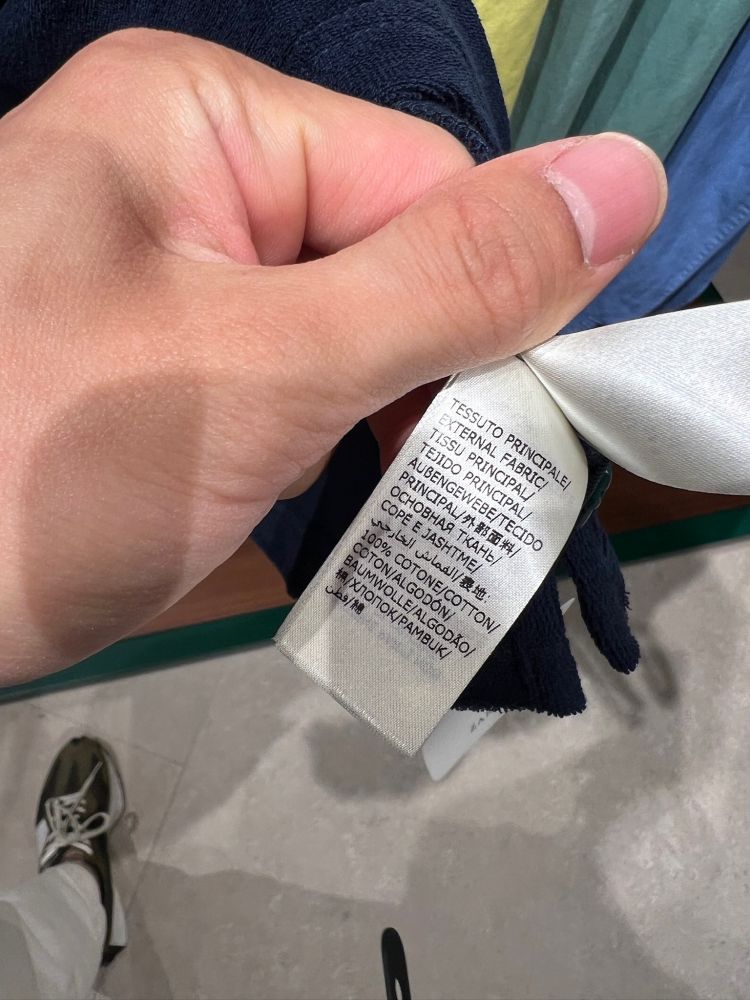 TESSUTO PRINCIPALE/
EXTERNAL FABRIC/
TISSU PRINCIPAL/
TEJIDO PRINCIPAL/
AUßENGEWEBE/TECIDO
PRINCIPAL/外部面料/
ОСНОВНАЯ ТКАНЬ/
COPÉ E JASHTME/
القماش الخارجي/表地:
100% COTONE/COTTON/
COTON/ALGODÓN/
BAUMWOLLE/ALGODÃO/
棉/ХЛОПОК/PAMBUK/
قطن/綿